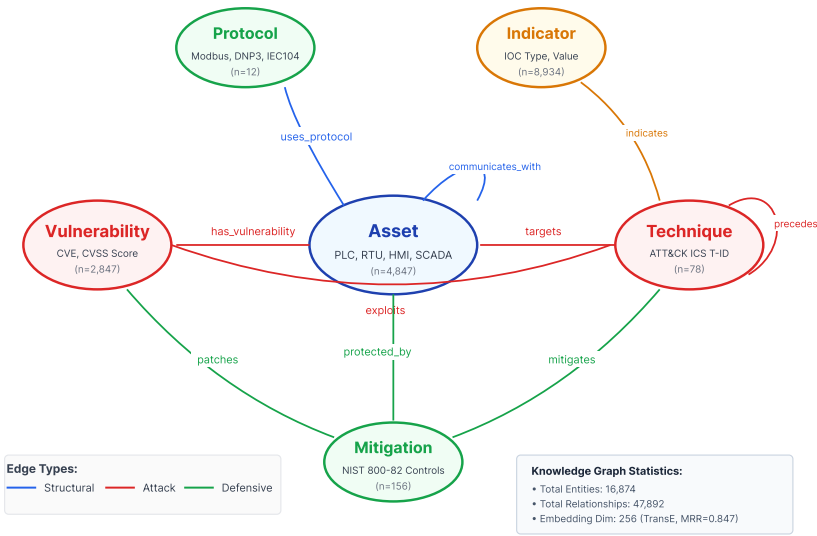 Protocol
Modbus, DNP3, IEC104
(n=12)
Indicator
IOC Type, Value
(n=8,934)
uses_protocol
communicates_with
indicates
Vulnerability
CVE, CVSS Score
(n=2,847)
has_vulnerability
Asset
PLC, RTU, HMI, SCADA
(n=4,847)
targets
Technique
ATT&CK ICS T-ID
(n=78)
precedes
exploits
patches
protected_by
mitigates
Mitigation
NIST 800-82 Controls
(n=156)
Edge Types:
Structural
Attack
Defensive
Knowledge Graph Statistics:
• Total Entities: 16,874
• Total Relationships: 47,892
• Embedding Dim: 256 (TransE, MRR=0.847)